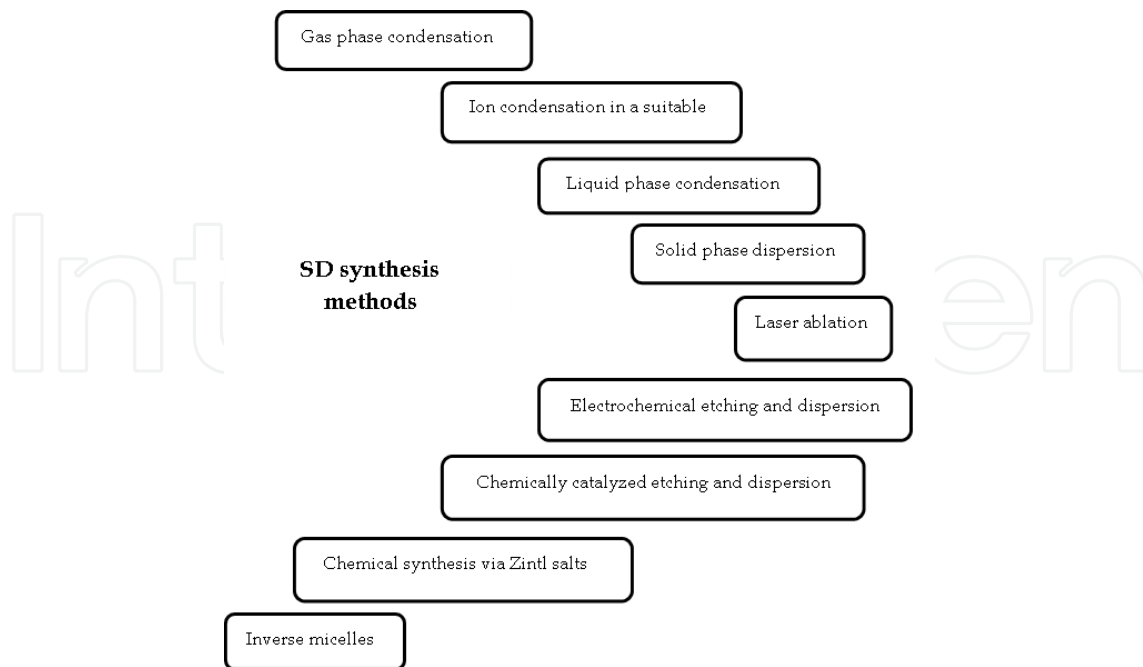 Gas phase condensation
Ion condensation in a suitable
Liquid phase condensation
Solid phase dispersion
SD synthesis
methods
Laser ablation
Electrochemical etching and dispersion
Chemically catalyzed etching and dispersion
Chemical synthesis via Zintl salts
Inverse micelles